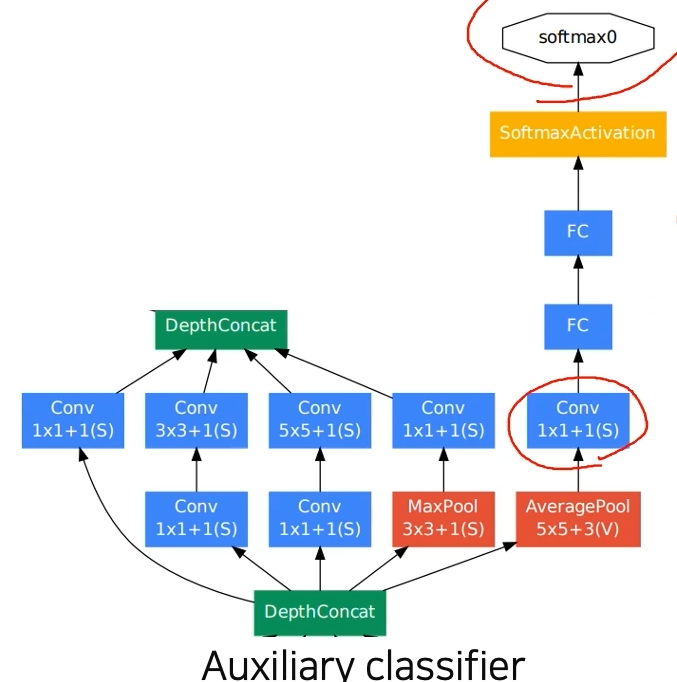 softmax0
SoftmaxActivation
FC
FC
DepthConcat
Conv
1x1+1(S)
Conv
3x3+1(S)
Conv
5x5+1(S)
Conv
1x1+1(S)
Conv
1x1+1(S)
Conv
1x1+1(S)
Conv
1x1+1(S)
MaxPool
3x3+1(S)
AveragePool
5x5+3(V)
DepthConcat
Auxiliary classifier